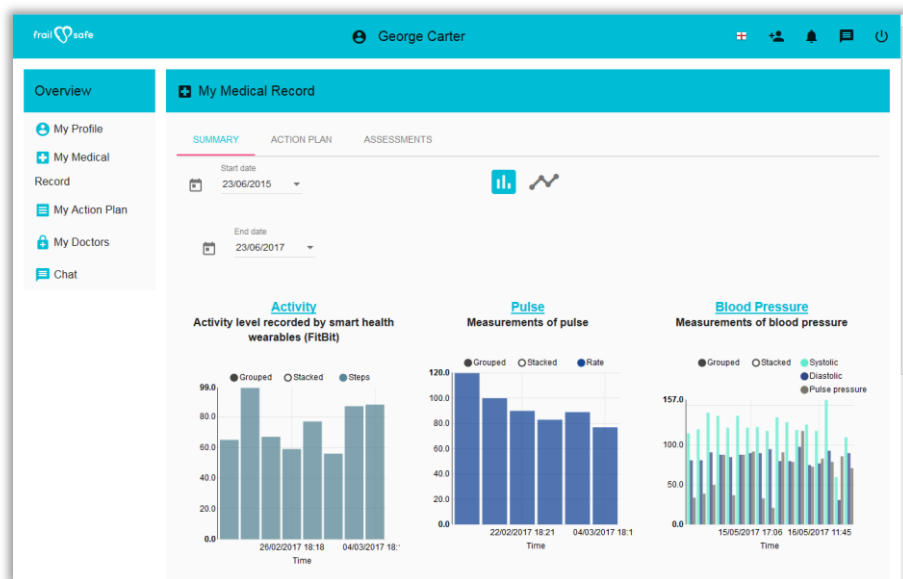 frail safe
George Carter
Overview
My Profile
My Medical
Record
My Action Plan
My Doctors
Chat
My Medical Record
SUMMARY ACTION PLAN ASSESSMENTS
Start date
23/06/2015
End date
23/06/2017
Activity
Activity level recorded by smart health
wearables (FitBit)
Grouped Stacked Steps
99.0
80.0
60.0
40.0
20.0
0.0
26/02/2017 18:18 04/03/2017 18:
Time
Pulse
Measurements of pulse
Grouped Stacked Rate
120.0
100.0
80.0
60.0
40.0
20.0
0.0
22/02/2017 18:21 04/03/2017 18:1
Time
Blood Pressure
Measurements of blood pressure
Grouped Stacked Systolic
Diastolic
Pulse pressure
157.0
100.0
50.0
0.0
15/05/2017 17:06 16/05/2017 11:45
Time